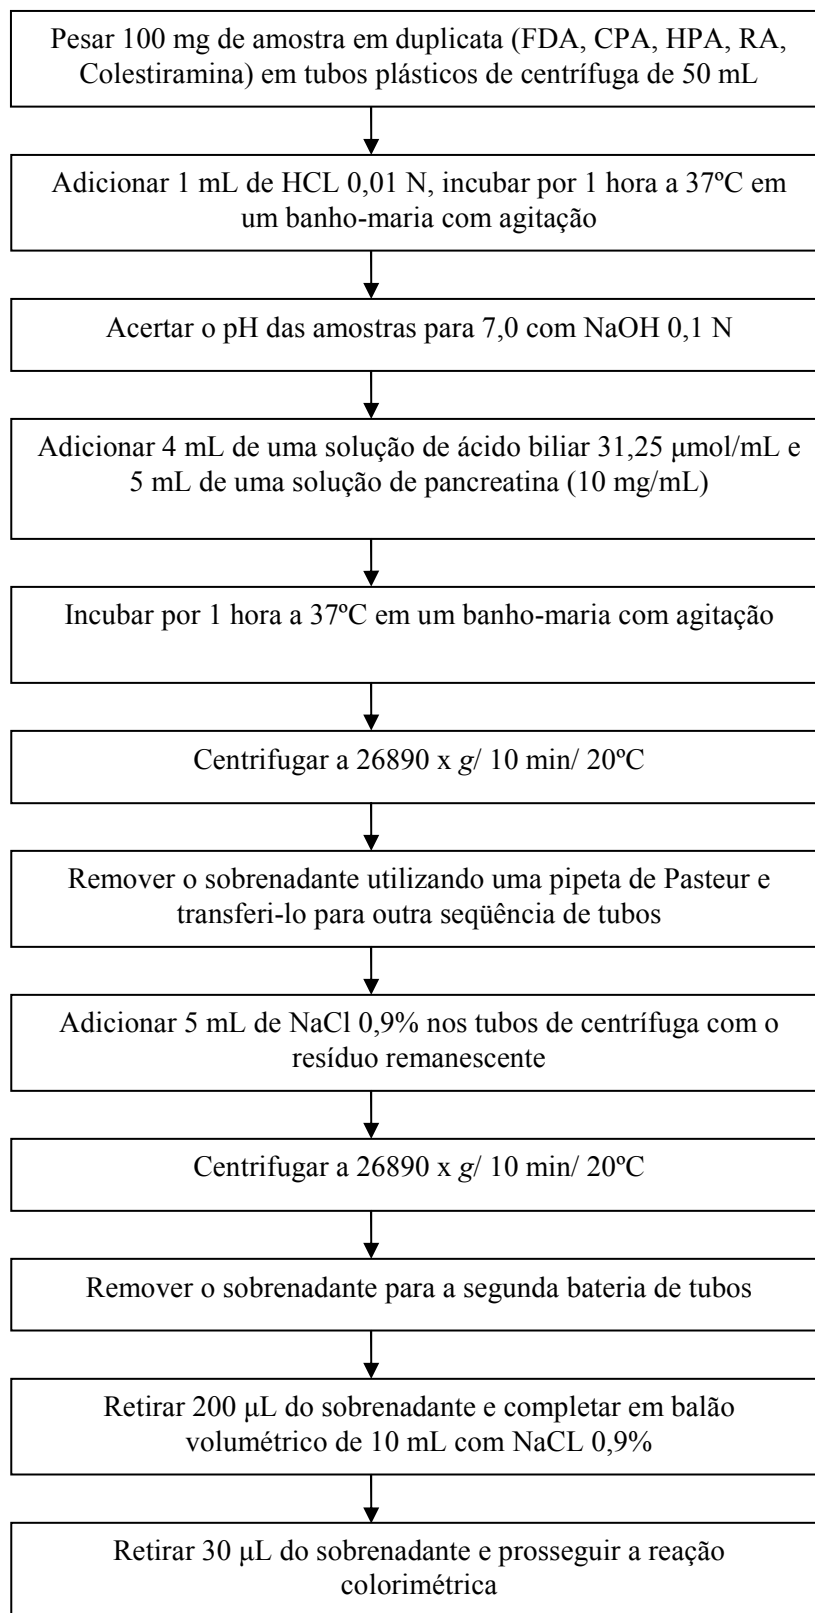 Pesar 100 mg de amostra em duplicata (FDA, CPA, HPA, RA,
Colestiramina) em tubos plásticos de centrífuga de 50 mL
Adicionar 1 mL de HCL 0,01 N, incubar por 1 hora a 37ºC em
um banho-maria com agitação
Acertar o pH das amostras para 7,0 com NaOH 0,1 N
Adicionar 4 mL de uma solução de ácido biliar 31,25 μmol/mL e
5 mL de uma solução de pancreatina (10 mg/mL)
Incubar por 1 hora a 37ºC em um banho-maria com agitação
Centrifugar a 26890 x g/ 10 min/ 20ºC
Remover o sobrenadante utilizando uma pipeta de Pasteur e
transferi-lo para outra seqüência de tubos
Adicionar 5 mL de NaCl 0,9% nos tubos de centrífuga com o
resíduo remanescente
Centrifugar a 26890 x g/ 10 min/ 20ºC
Remover o sobrenadante para a segunda bateria de tubos
Retirar 200 μL do sobrenadante e completar em balão
volumétrico de 10 mL com NaCL 0,9%
Retirar 30 μL do sobrenadante e prosseguir a reação
colorimétrica